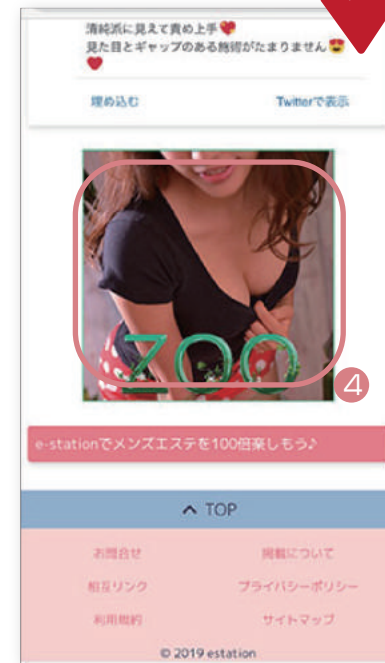 清純派に見えて責め上手💖
見た目とギャップのある施術がたまりません😍
❤️
埋め込む
Twitterで表示
ZOO
4
e-stationでメンズエステを100倍楽しもう♪
TOP
お問合せ
掲載について
相互リンク
プライバシーポリシー
利用規約
サイトマップ
© 2019 estation